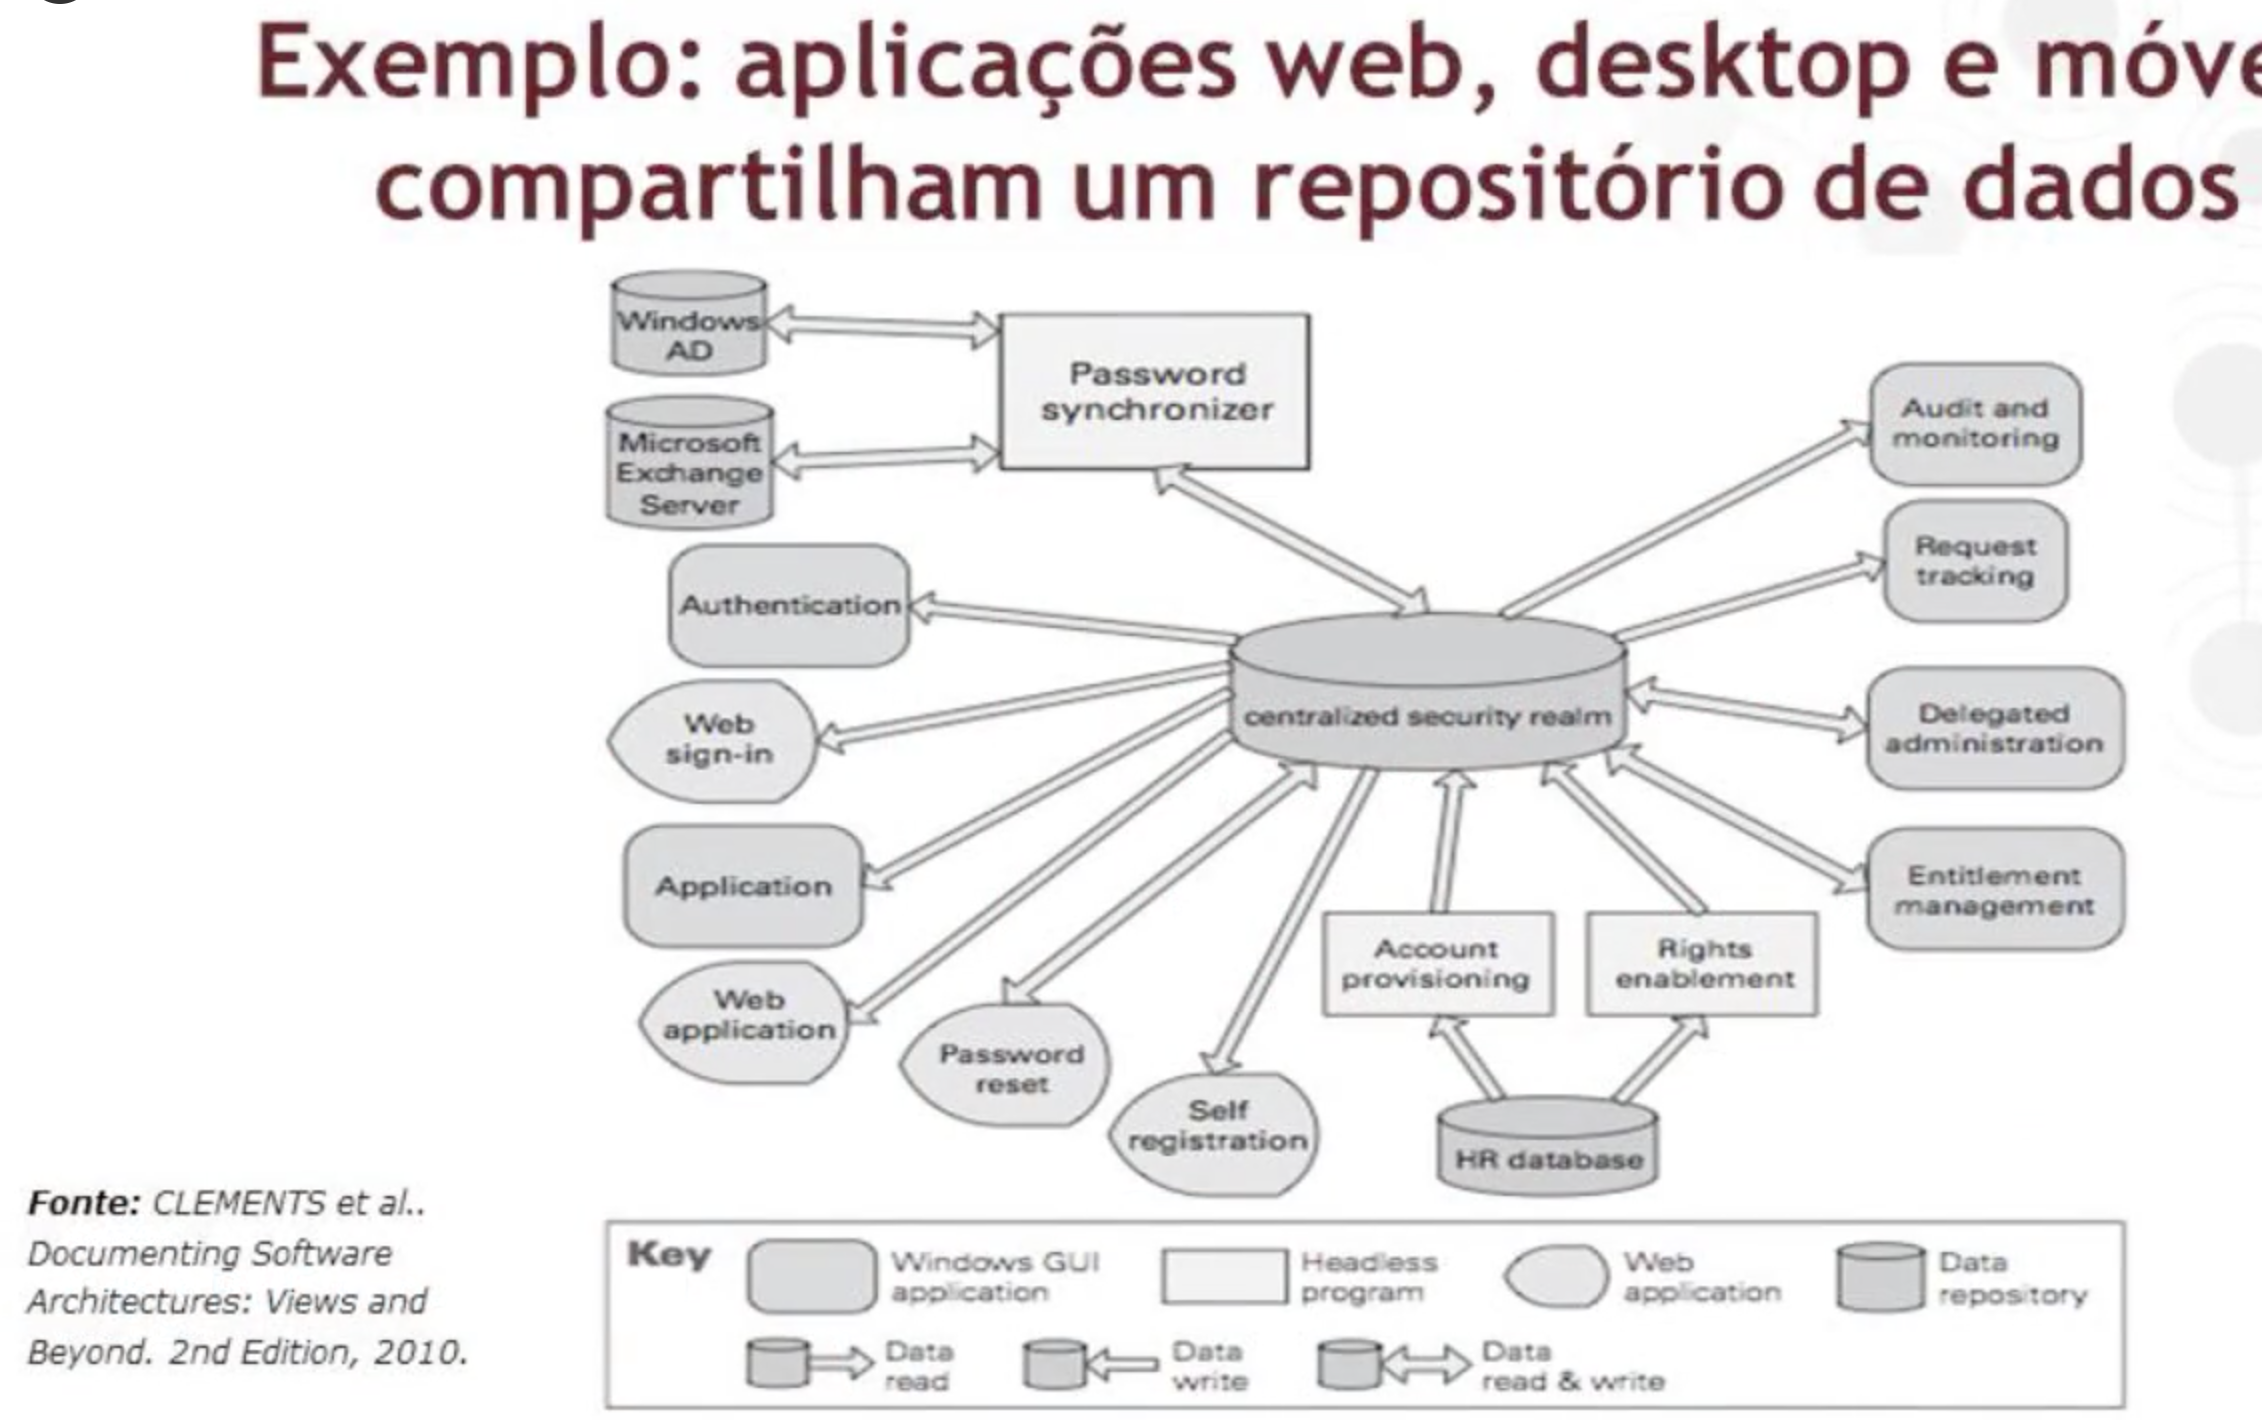 Exemplo: aplicações web, desktop e móve
compartilham um repositório de dados
Windows
AD
Password
synchronizer
Microsoft
Exchange
Server
Audit and
monitoring
Request
tracking
Authentication
centralized security realm
Web
sign-in
Delegated
administration
Application
Entitlement
management
Account
provisioning
Rights
enablement
Web
application
Password
reset
Self
registration
HR database
Fonte: CLEMENTS et al..
Documenting Software
Architectures: Views and
Beyond. 2nd Edition, 2010.
Key
Windows GUI
application
Headless
program
Web
application
Data
repository
Data
read
Data
write
Data
read & write